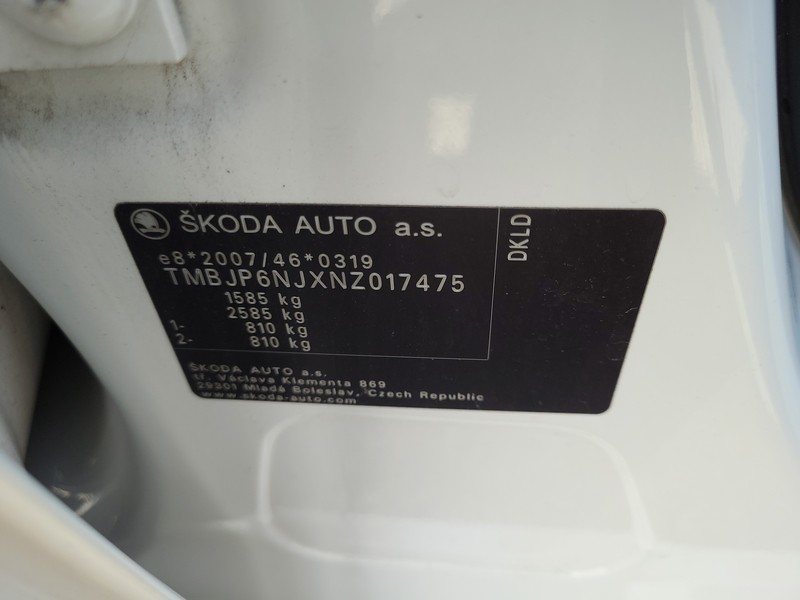 ŠKODA AUTO a.s.
DKLD
e8*2007/46*0319
TMBJP6NJXNZ017475
1585 kg
2585 kg
1- 810 kg
2- 810 kg
ŠKODA AUTO a.s.
tř. Václava Klementa 869
29301 Mladá Boleslav, Czech Republic
www.skoda-auto.com